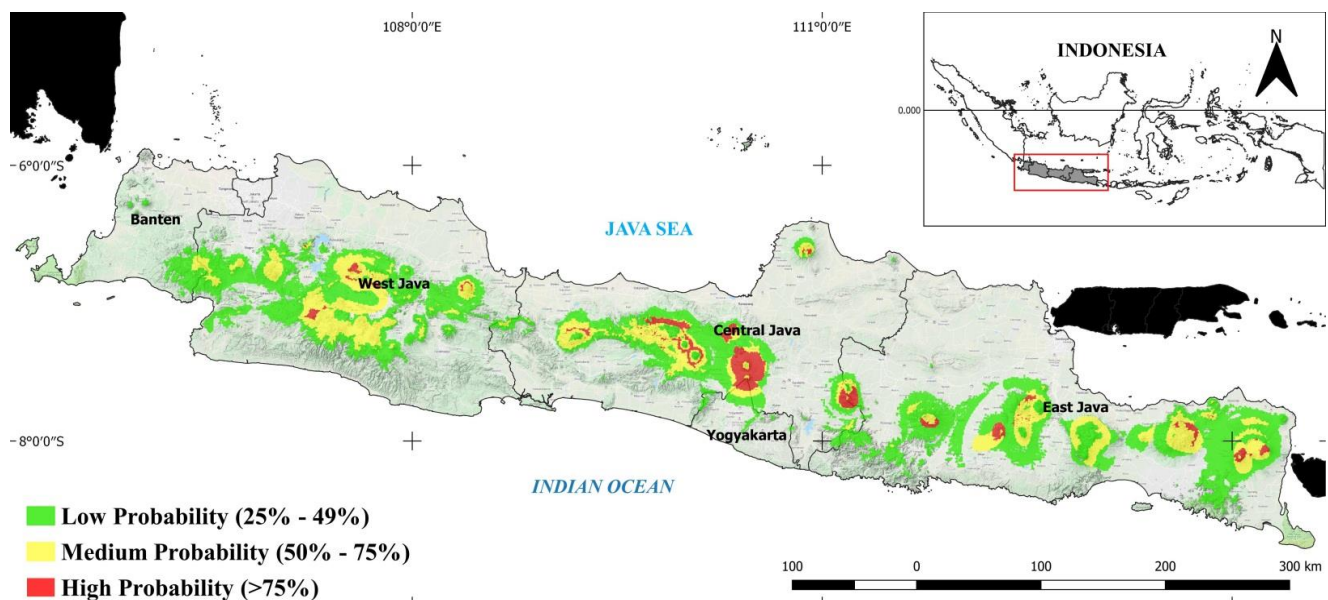 108°0'0"E
111°0'0"E
INDONESIA
N
0.000
6°0'0"S
Banten
JAVA SEA
West Java
Central Java
East Java
Yogyakarta
8°0'0"S
INDIAN OCEAN
Low Probability (25% - 49%)
Medium Probability (50% - 75%)
High Probability (>75%)
100 0 100 200 300 km